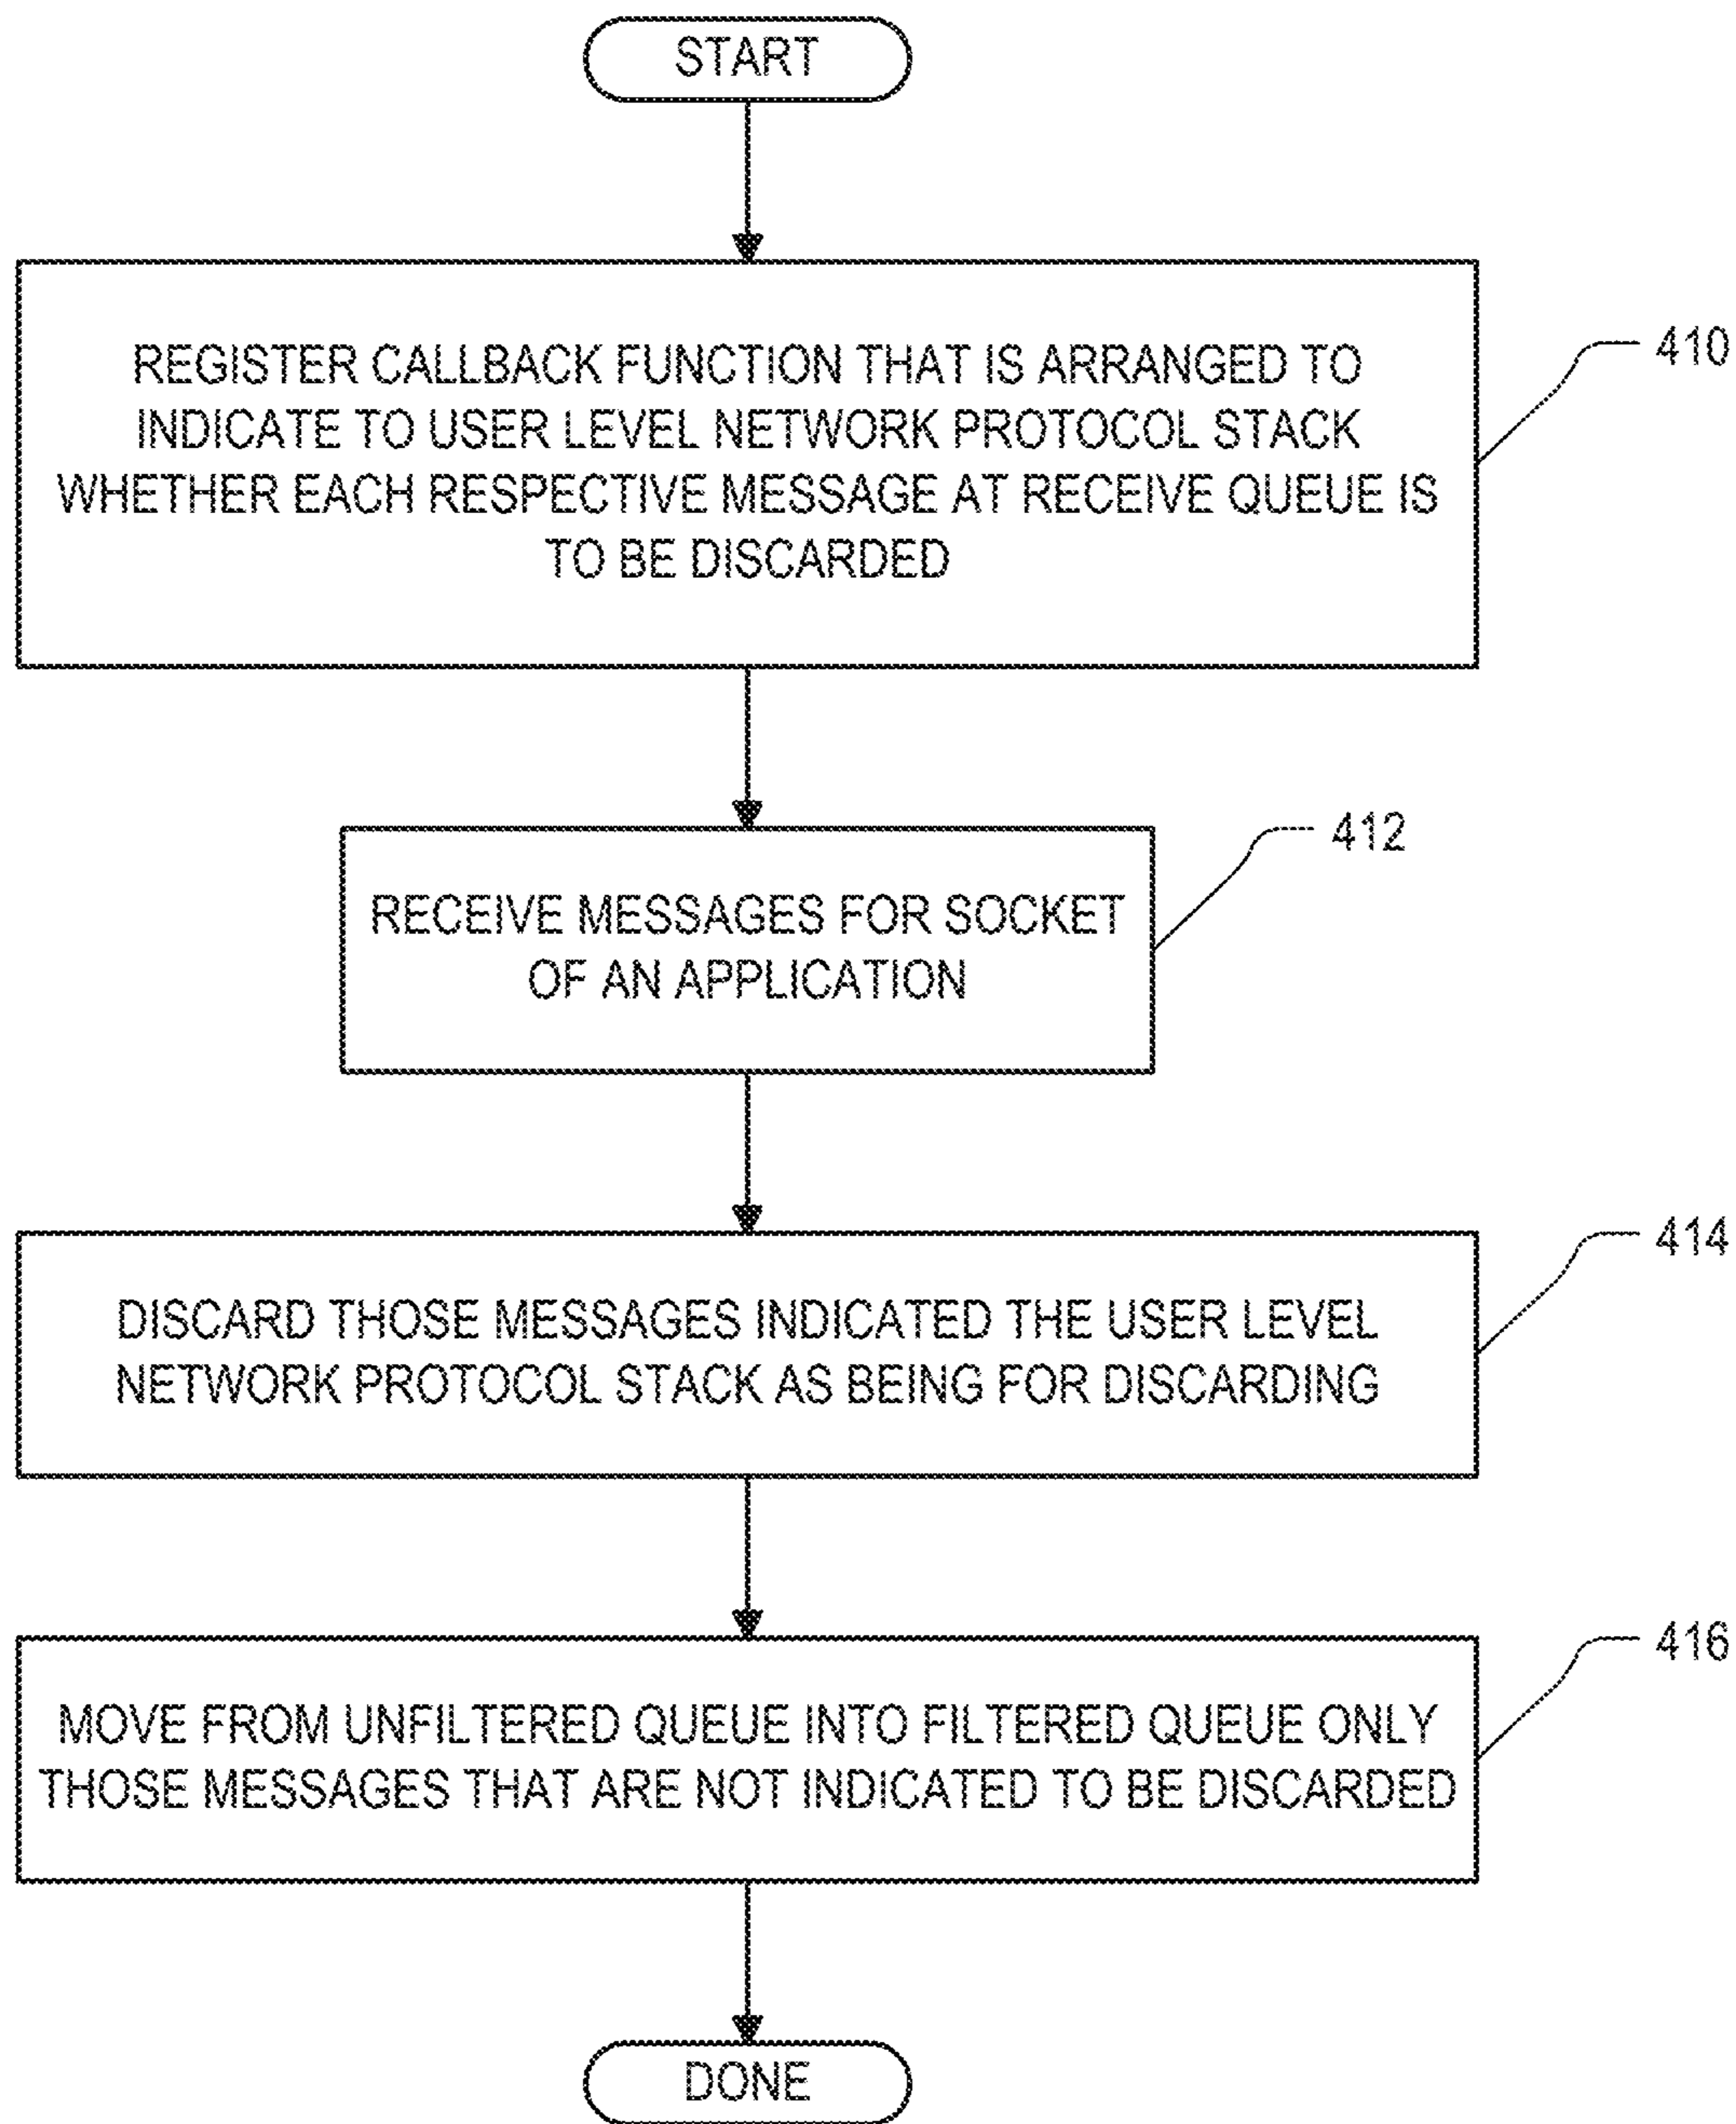 START
REGISTER CALLBACK FUNCTION THAT IS ARRANGED TO
INDICATE TO USER LEVEL NETWORK PROTOCOL STACK
WHETHER EACH RESPECTIVE MESSAGE AT RECEIVE QUEUE IS
TO BE DISCARDED
410
RECEIVE MESSAGES FOR SOCKET
OF AN APPLICATION
412
DISCARD THOSE MESSAGES INDICATED THE USER LEVEL
NETWORK PROTOCOL STACK AS BEING FOR DISCARDING
414
MOVE FROM UNFILTERED QUEUE INTO FILTERED QUEUE ONLY
THOSE MESSAGES THAT ARE NOT INDICATED TO BE DISCARDED
416
DONE